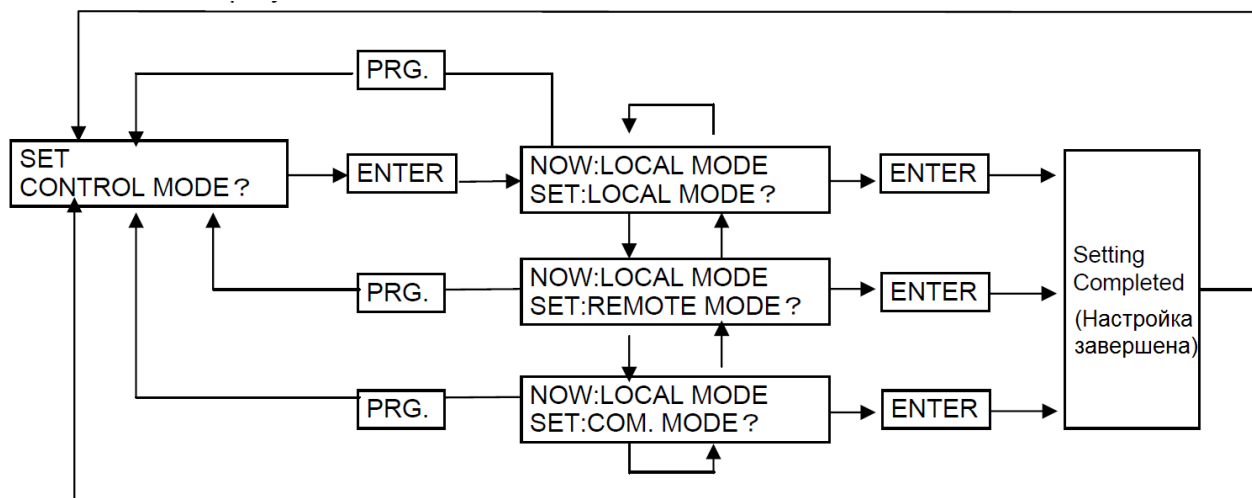 PRG.
SET
CONTROL MODE?
ENTER
NOW:LOCAL MODE
SET:LOCAL MODE?
ENTER
PRG.
NOW:LOCAL MODE
SET:REMOTE MODE?
ENTER
Setting
Completed
(Настройка
завершена)
PRG.
NOW:LOCAL MODE
SET:COM. MODE?
ENTER